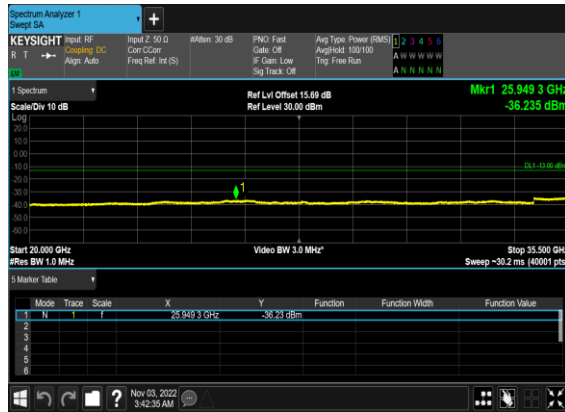 Spectrum Analyzer 1
Swept SA
KEYSIGHT Input: RF Input Z: 50 Ω #Atten: 30 dB PNO: Fast Avg Type: Power (RMS) 1 2 3 4 5 6
R T Coupling: DC Corr CCorr Gate: Off Avg|Hold: 100/100 A W W W W W
Align: Auto Freq Ref: Int (S) IF Gain: Low Trig: Free Run
LU Sig Track: Off A N N N N N
1 Spectrum Ref Lvl Offset 15.69 dB Mkr1 25.949 3 GHz
Scale/Div 10 dB Ref Level 30.00 dBm -36.235 dBm
Log
20.0
10.0
0.00
-10.0 DL1 -13.00 dBm
-20.0
-30.0 1
-40.0
-50.0
-60.0
Start 20.000 GHz Video BW 3.0 MHz* Stop 35.500 GHz
#Res BW 1.0 MHz Sweep ~30.2 ms (40001 pts)
5 Marker Table
Mode Trace Scale X Y Function Function Width Function Value
1 N 1 f 25.949 3 GHz -36.23 dBm
2
3
4
5
6
? Nov 03, 2022
3:42:35 AM